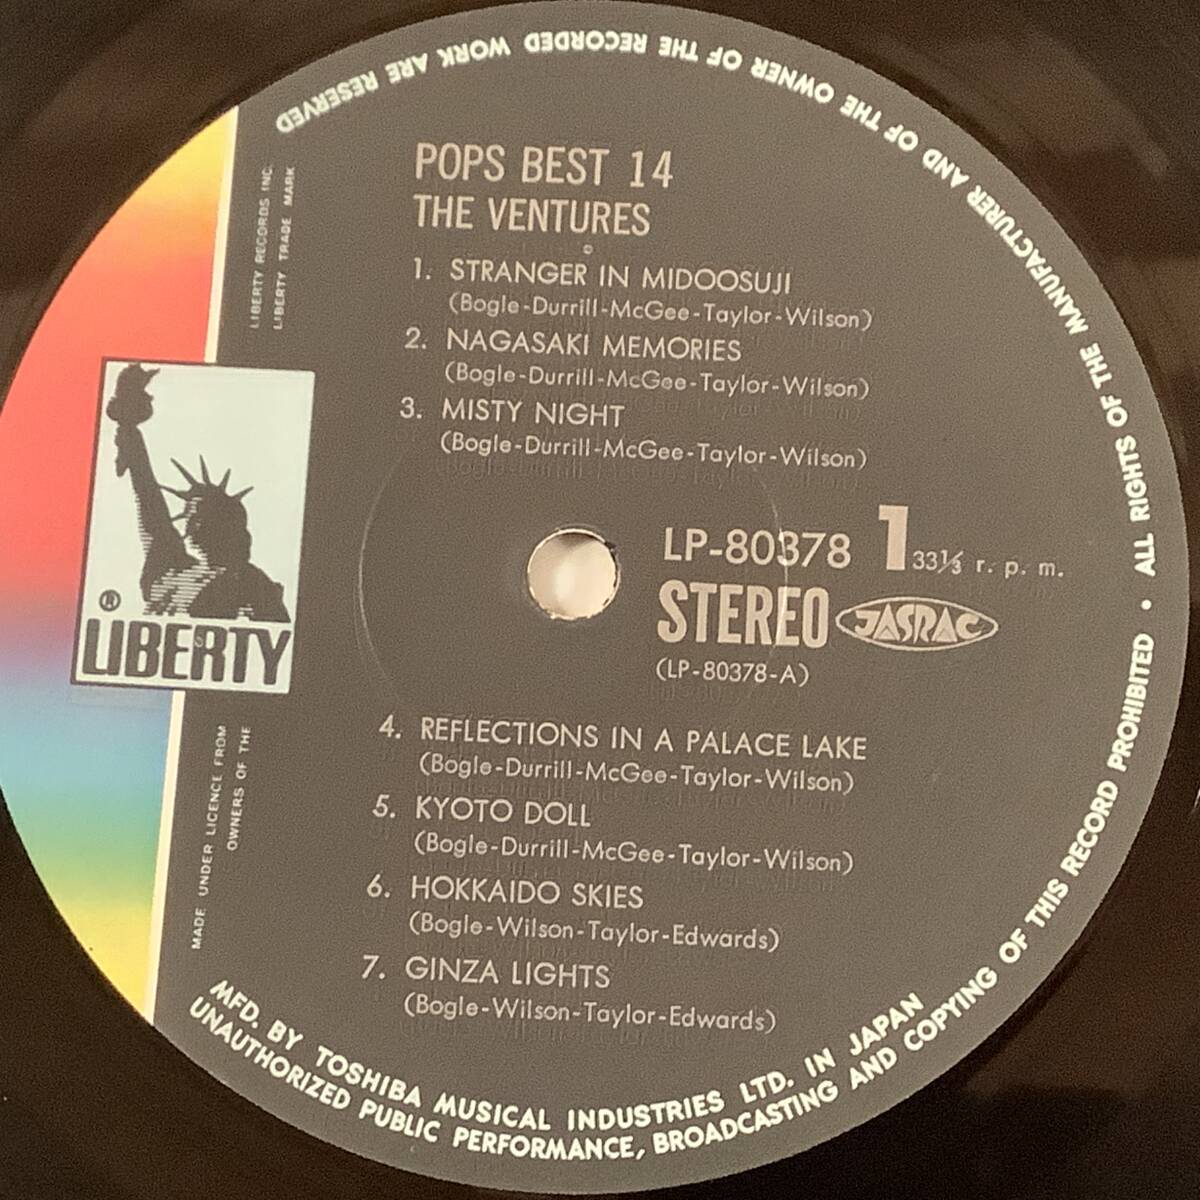 POPS BEST 14
THE VENTURES
1. STRANGER IN MIDOOSUJI
(Bogle-Durrill-McGee-Taylor-Wilson)
2. NAGASAKI MEMORIES
(Bogle-Durrill-McGee-Taylor-Wilson)
3. MISTY NIGHT
(Bogle-Durrill-McGee-Taylor-Wilson)
LP-80378 1 33⅓ r. p. m.
STEREO JASRAC
(LP-80378-A)
4. REFLECTIONS IN A PALACE LAKE
(Bogle-Durrill-McGee-Taylor-Wilson)
5. KYOTO DOLL
(Bogle-Durrill-McGee-Taylor-Wilson)
6. HOKKAIDO SKIES
(Bogle-Wilson-Taylor-Edwards)
7. GINZA LIGHTS
(Bogle-Wilson-Taylor-Edwards)
® LIBERTY
MADE UNDER LICENCE FROM
OWNERS OF THE
LIBERTY RECORDS INC.
LIBERTY TRADE MARK
MFD. BY TOSHIBA MUSICAL INDUSTRIES LTD. IN JAPAN
UNAUTHORIZED PUBLIC PERFORMANCE, BROADCASTING AND COPYING OF THIS RECORD PROHIBITED • ALL RIGHTS OF THE MANUFACTURER AND OF THE OWNER OF THE RECORDED WORK ARE RESERVED